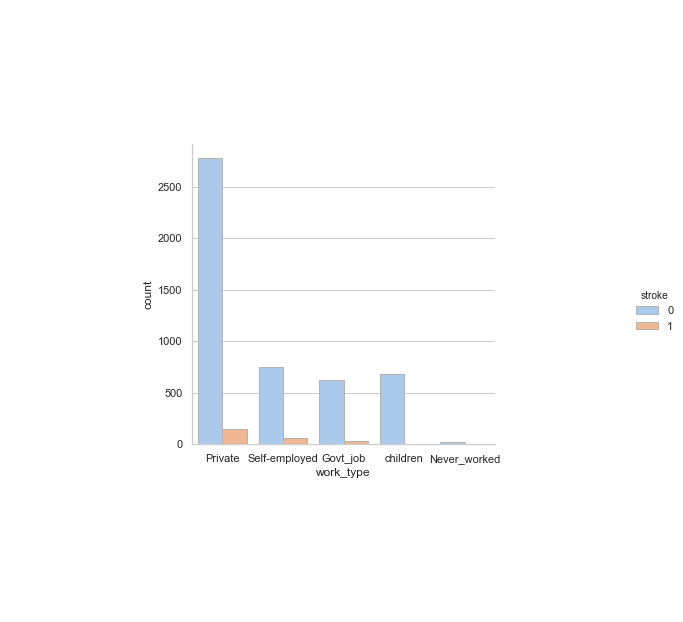 2500
2000
1500
1000
500
0
count
Private Self-employed Govt_job children Never_worked
work_type
stroke
0
1